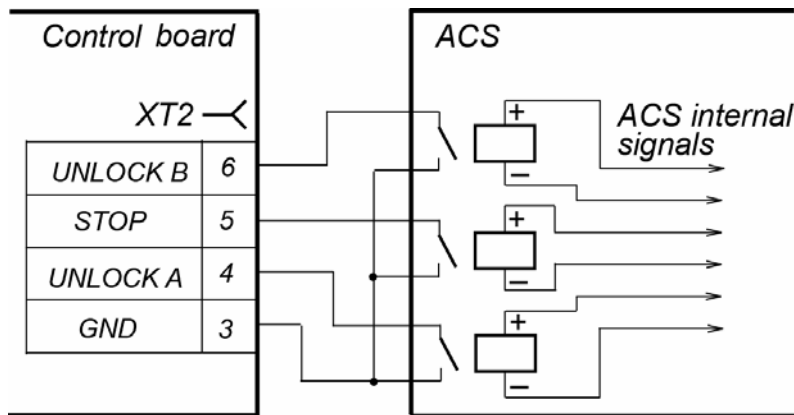 Control board
ACS
XT2
ACS internal
signals
UNLOCK B 6
STOP 5
UNLOCK A 4
GND 3
+
−
+
−
+
−